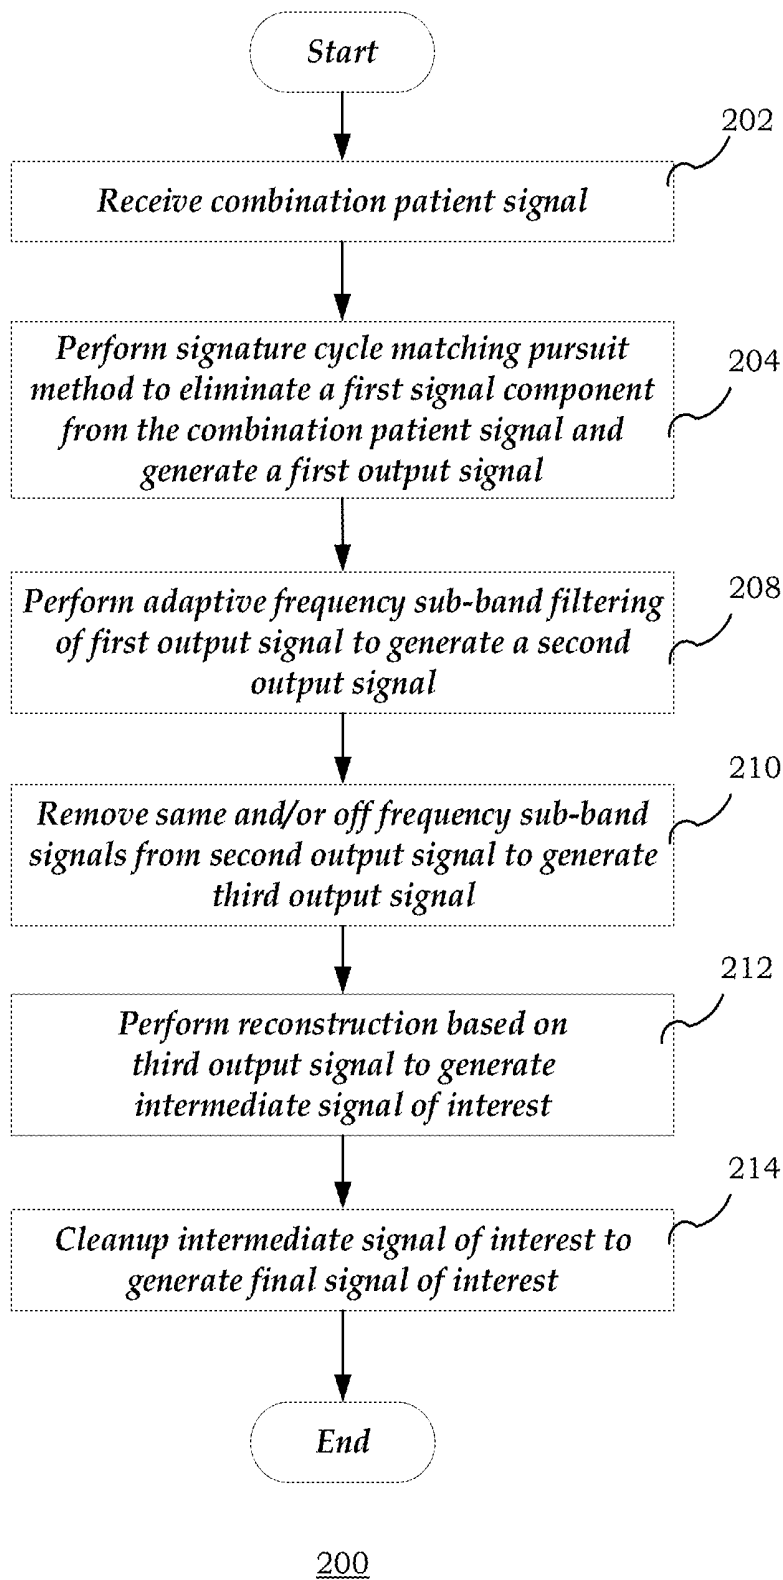 Start
202
Receive combination patient signal
Perform signature cycle matching pursuit
method to eliminate a first signal component
from the combination patient signal and
generate a first output signal
204
Perform adaptive frequency sub-band filtering
of first output signal to generate a second
output signal
208
Remove same and/or off frequency sub-band
signals from second output signal to generate
third output signal
210
Perform reconstruction based on
third output signal to generate
intermediate signal of interest
212
Cleanup intermediate signal of interest to
generate final signal of interest
214
End
200